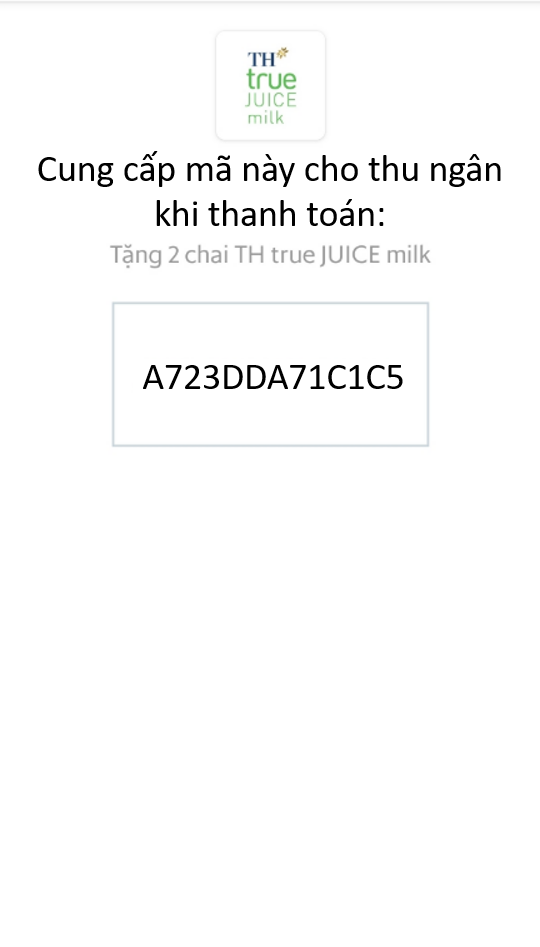 TH
true
JUICE
milk
Cung cấp mã này cho thu ngân
khi thanh toán:
Tặng 2 chai TH true JUICE milk
A723DDA71C1C5